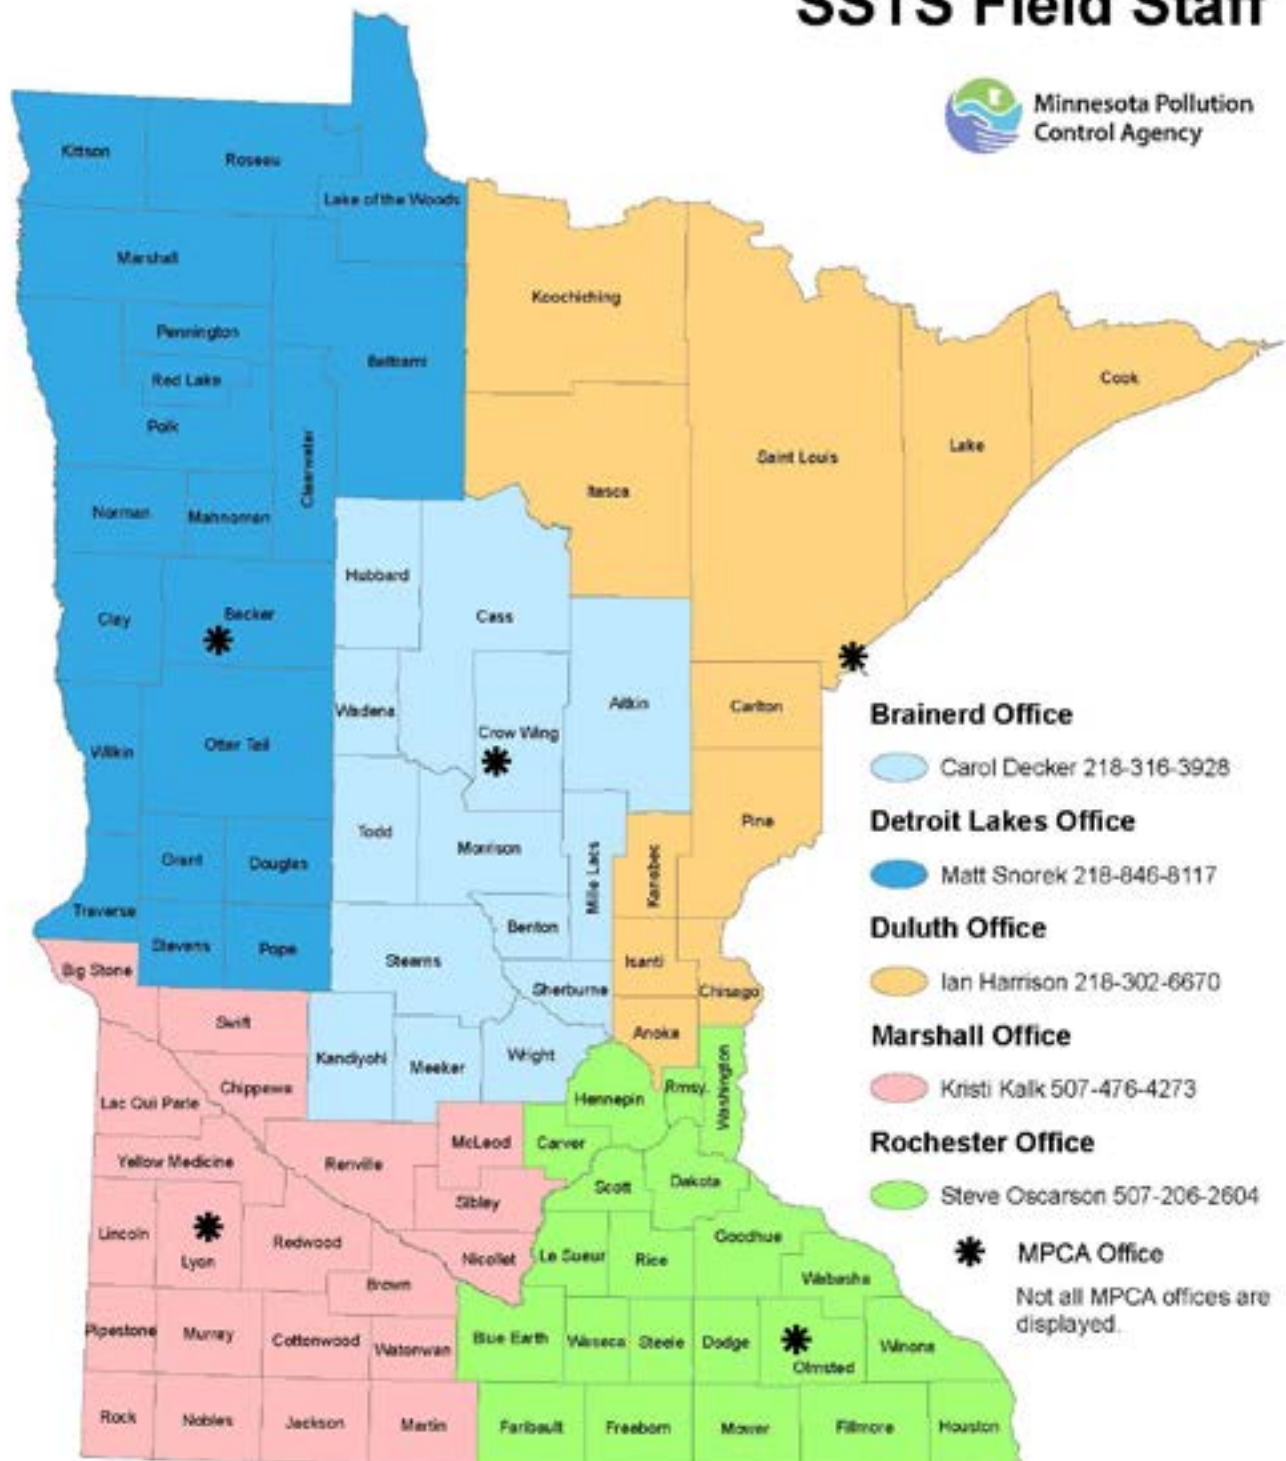 SSTS Field Staff
Minnesota Pollution
Control Agency
Kittson
Roseau
Lake of the Woods
Marshall
Koochiching
Pennington
Beltrami
Red Lake
Cook
Polk
Lake
Saint Louis
Clearwater
Itasca
Norman
Mahnomen
Hubbard
Cass
Clay
Becker
Aitkin
Carlton
Wadena
Crow Wing
Wilkin
Otter Tail
Pine
Todd
Morrison
Grant
Douglas
Mille Lacs
Kanabec
Traverse
Benton
Stevens
Pope
Stearns
Isanti
Big Stone
Sherburne
Chisago
Swift
Anoka
Kandiyohi
Meeker
Wright
Washington
Chippewa
Rmsy.
Lac Qui Parle
Hennepin
McLeod
Carver
Yellow Medicine
Renville
Scott
Dakota
Sibley
Lincoln
Lyon
Redwood
Nicollet
Le Sueur
Rice
Goodhue
Brown
Wabasha
Pipestone
Murray
Cottonwood
Watonwan
Blue Earth
Waseca
Steele
Dodge
Olmsted
Winona
Rock
Nobles
Jackson
Martin
Faribault
Freeborn
Mower
Fillmore
Houston
Brainerd Office
Carol Decker 218-316-3928
Detroit Lakes Office
Matt Snorek 218-846-8117
Duluth Office
Ian Harrison 218-302-6670
Marshall Office
Kristi Kalk 507-476-4273
Rochester Office
Steve Oscarson 507-206-2604
MPCA Office
Not all MPCA offices are
displayed.